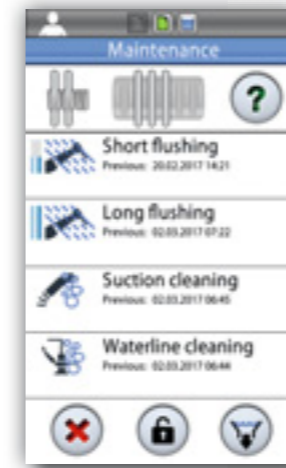 Maintenance
?
Short flushing
Previous: 20.02.2017 14:21
Long flushing
Previous: 02.03.2017 07:22
Suction cleaning
Previous: 02.03.2017 06:45
Waterline cleaning
Previous: 02.03.2017 06:44